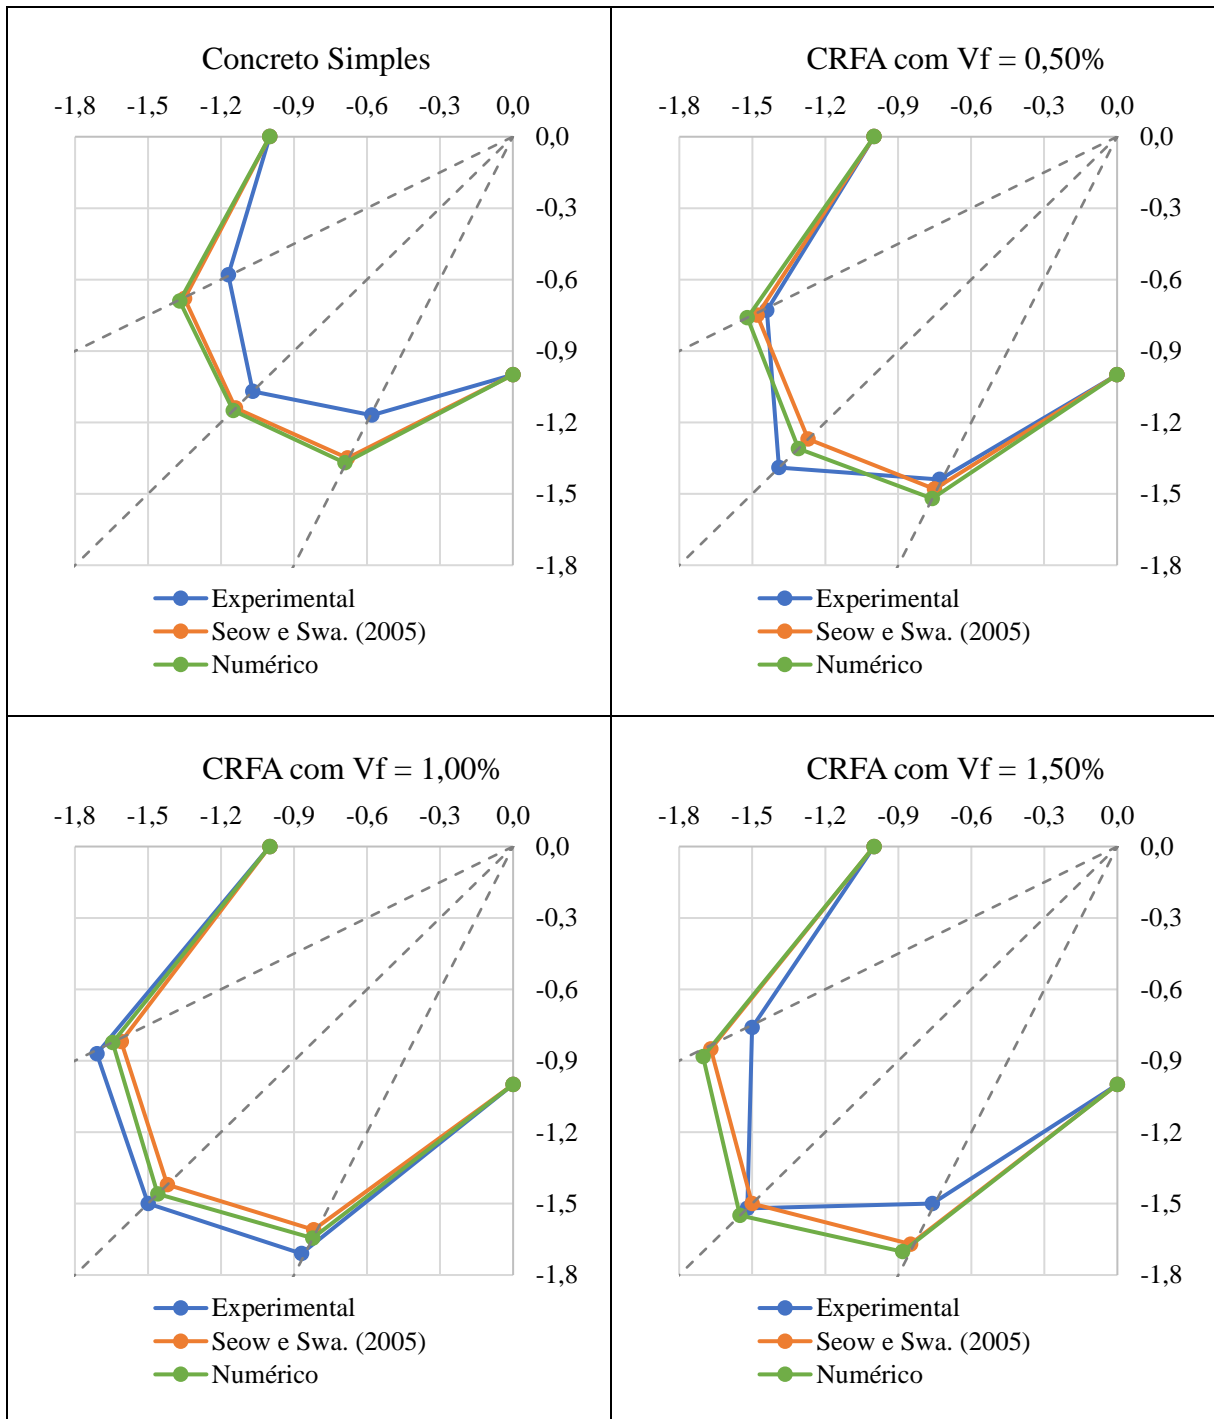 Concreto Simples
-1,8 -1,5 -1,2 -0,9 -0,6 -0,3 0,0
0,0
-0,3
-0,6
-0,9
-1,2
-1,5
-1,8
Experimental
Seow e Swa. (2005)
Numérico
CRFA com Vf = 0,50%
-1,8 -1,5 -1,2 -0,9 -0,6 -0,3 0,0
0,0
-0,3
-0,6
-0,9
-1,2
-1,5
-1,8
Experimental
Seow e Swa. (2005)
Numérico
CRFA com Vf = 1,00%
-1,8 -1,5 -1,2 -0,9 -0,6 -0,3 0,0
0,0
-0,3
-0,6
-0,9
-1,2
-1,5
-1,8
Experimental
Seow e Swa. (2005)
Numérico
CRFA com Vf = 1,50%
-1,8 -1,5 -1,2 -0,9 -0,6 -0,3 0,0
0,0
-0,3
-0,6
-0,9
-1,2
-1,5
-1,8
Experimental
Seow e Swa. (2005)
Numérico